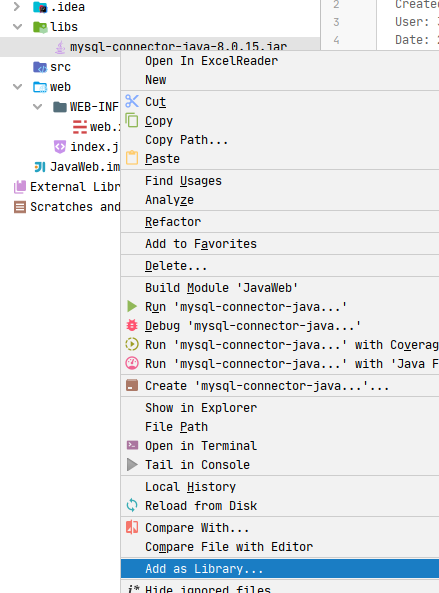 .idea
libs
mysql-connector-java-8.0.15.jar
src
web
WEB-INF
web.
index.j
JavaWeb.im
External Libr
Scratches and
2
3
4
Created
User: 3
Date: 2
Open In ExcelReader
New
Cut
Copy
Copy Path...
Paste
Find Usages
Analyze
Refactor
Add to Favorites
Delete...
Build Module 'JavaWeb'
Run 'mysql-connector-java...'
Debug 'mysql-connector-java...'
Run 'mysql-connector-java...' with Coverag
Run 'mysql-connector-java...' with 'Java F
Create 'mysql-connector-java...'...
Show in Explorer
File Path
Open in Terminal
Tail in Console
Local History
Reload from Disk
Compare With...
Compare File with Editor
Add as Library...
Hide ignored files